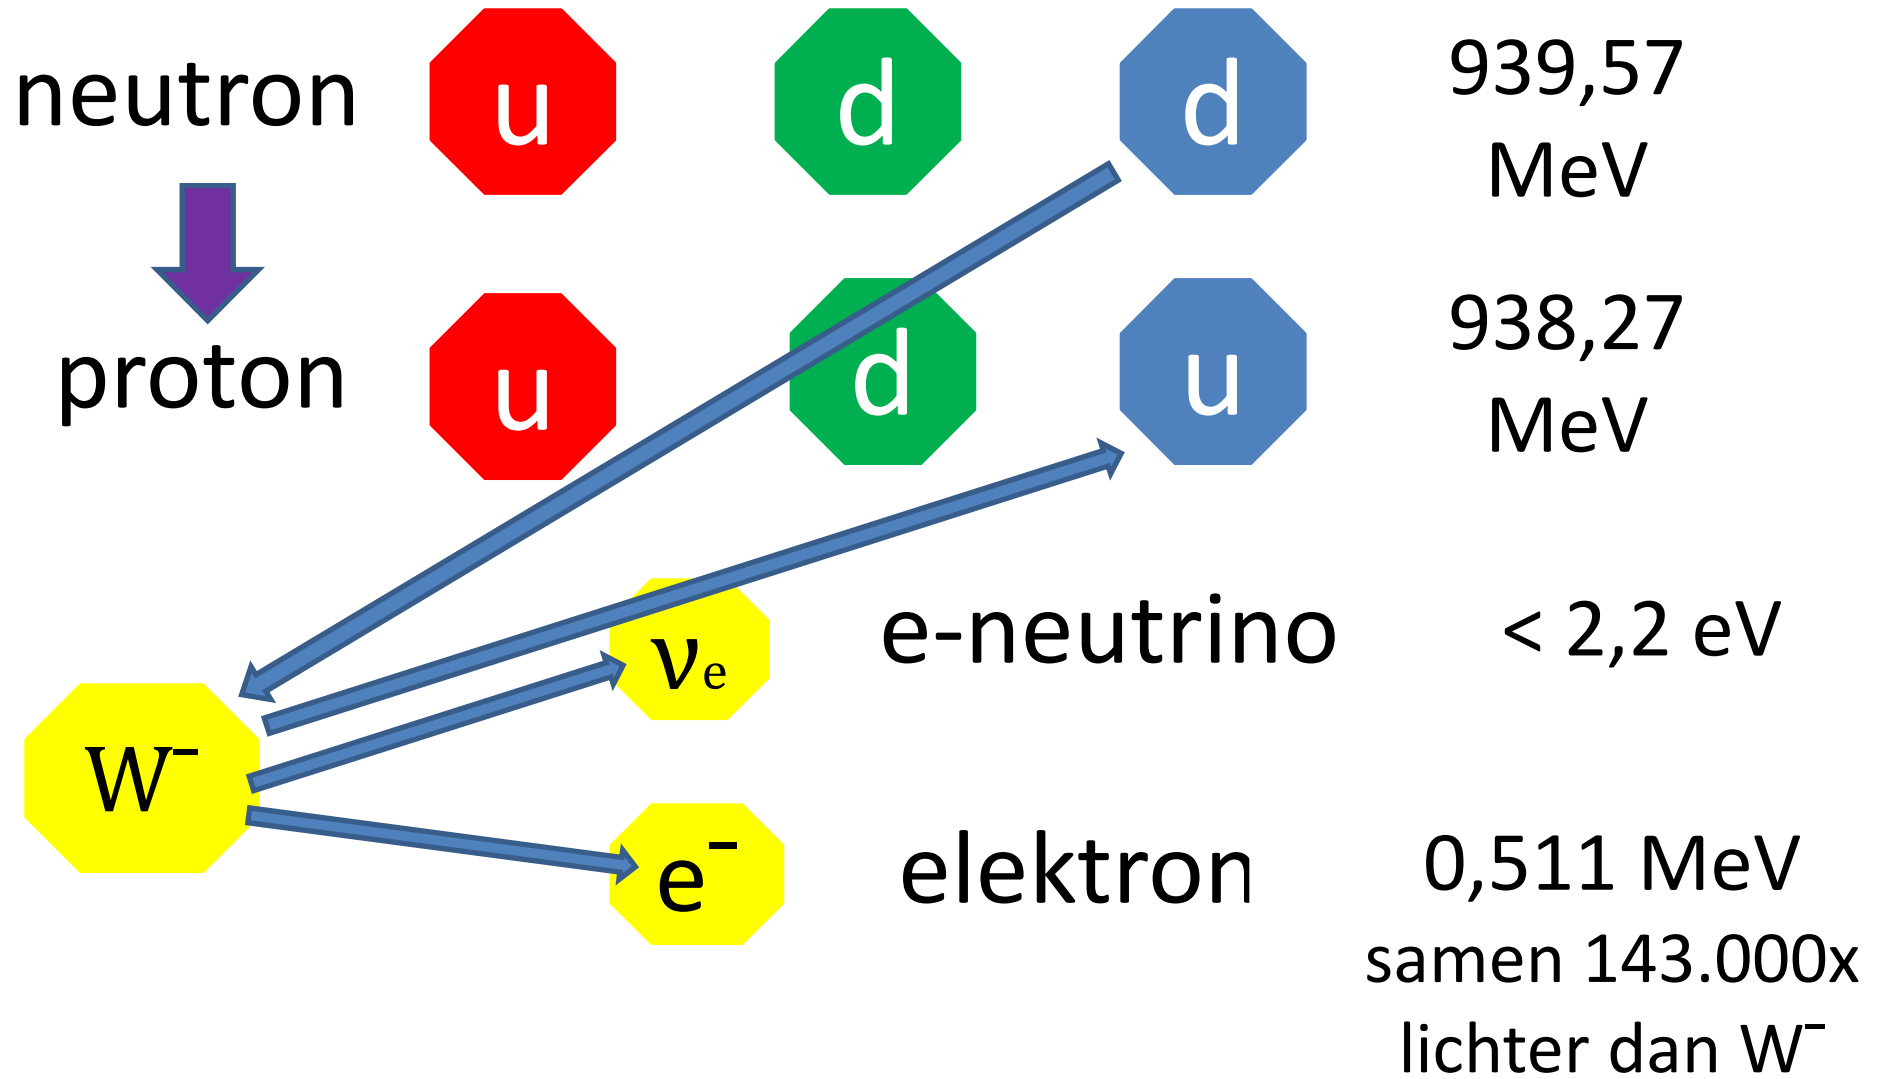 neutron u d d 939,57
MeV
proton u d u 938,27
MeV
νe e-neutrino < 2,2 eV
W⁻
e⁻ elektron 0,511 MeV
samen 143.000x
lichter dan W⁻